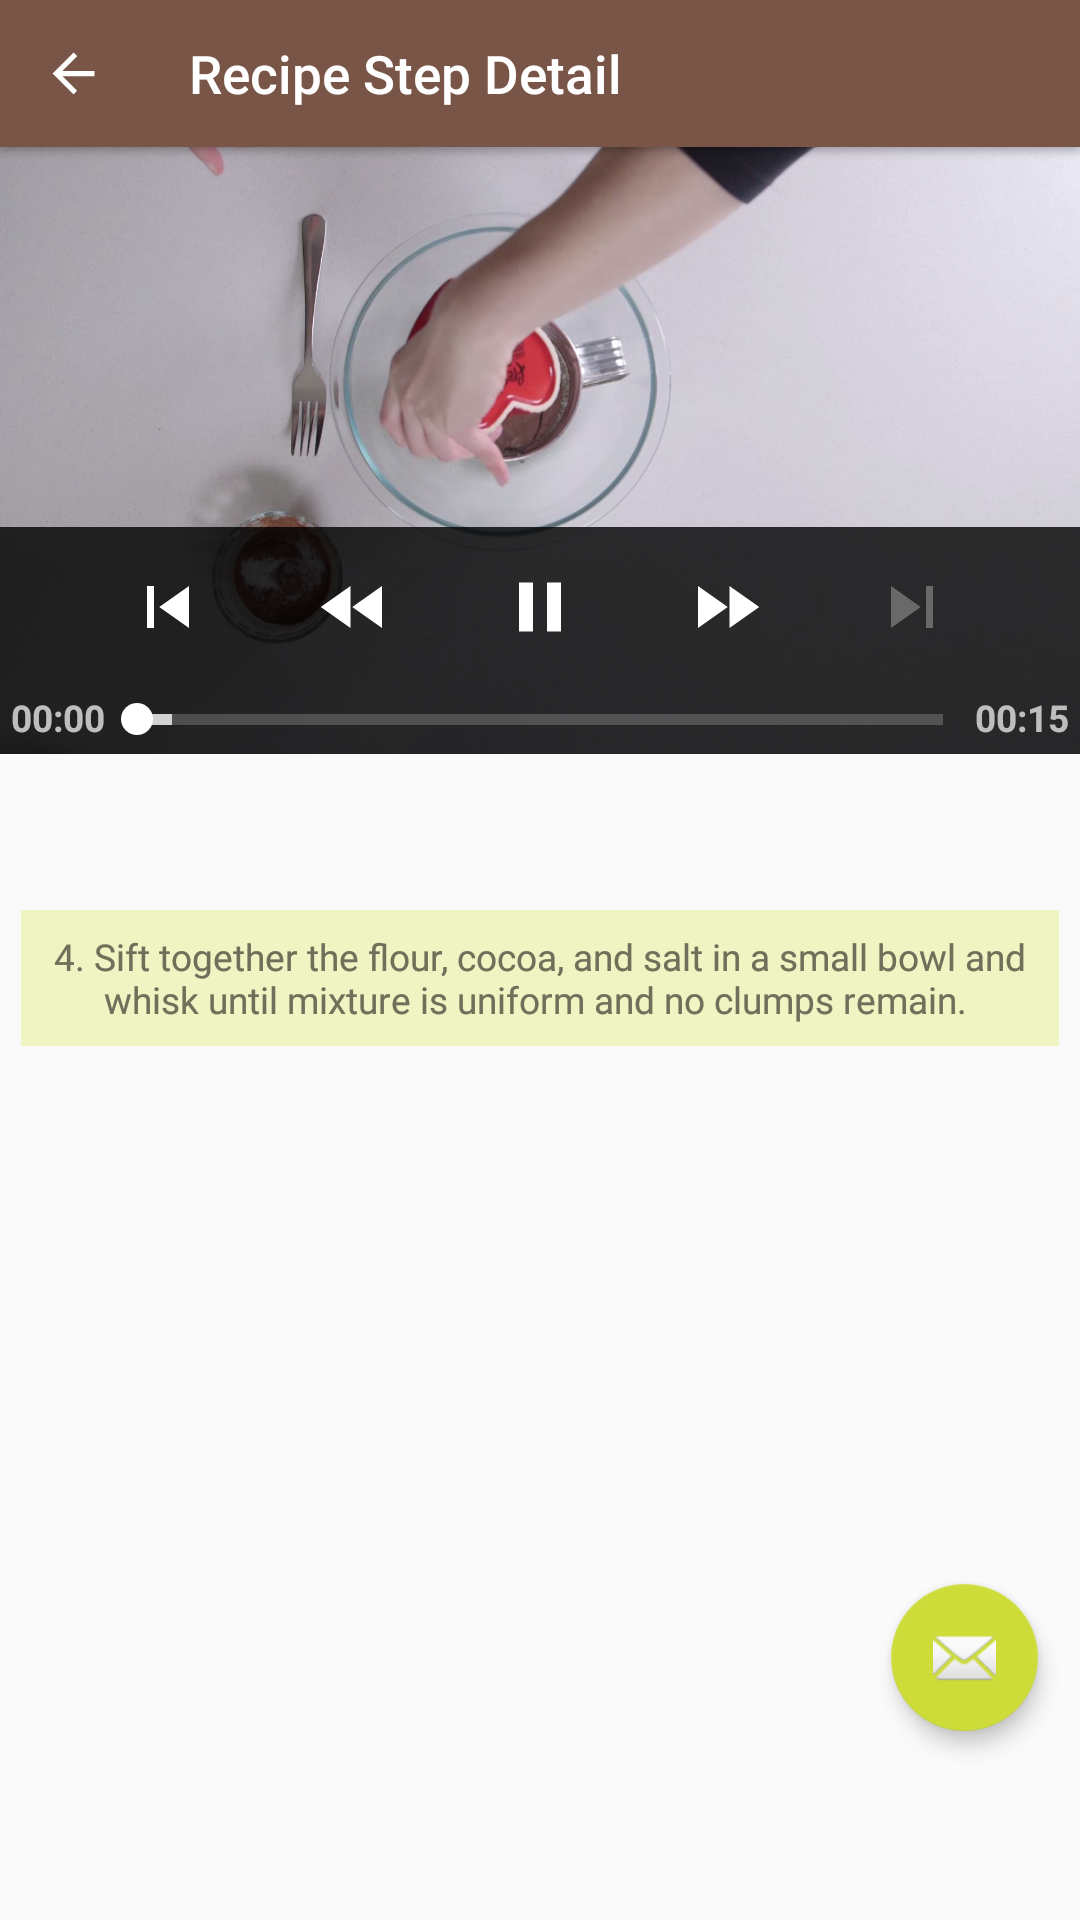 Recipe Step Detail
00:00
00:15
4. Sift together the flour, cocoa, and salt in a small bowl and
whisk until mixture is uniform and no clumps remain.